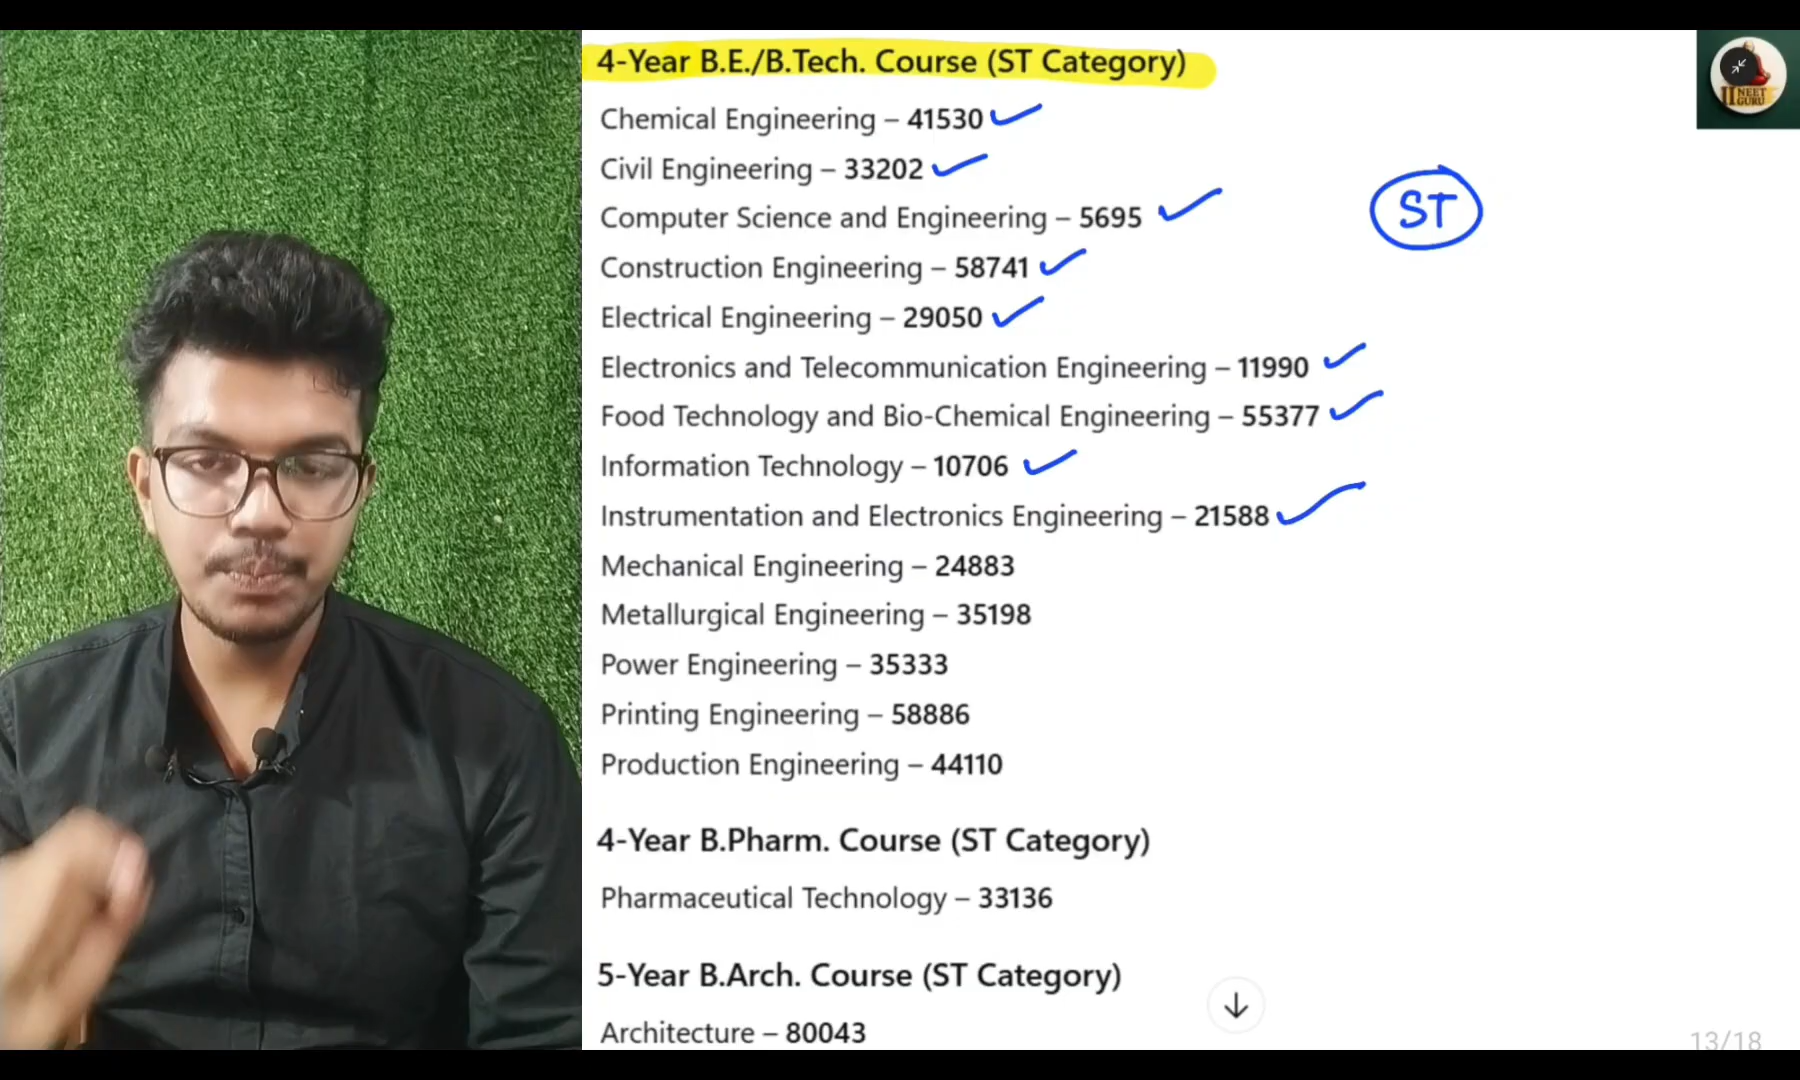 4-Year B.E./B.Tech. Course (ST Category)
Chemical Engineering – 41530
Civil Engineering – 33202
Computer Science and Engineering – 5695
Construction Engineering – 58741
Electrical Engineering – 29050
Electronics and Telecommunication Engineering – 11990
Food Technology and Bio-Chemical Engineering – 55377
Information Technology – 10706
Instrumentation and Electronics Engineering – 21588
Mechanical Engineering – 24883
Metallurgical Engineering – 35198
Power Engineering – 35333
Printing Engineering – 58886
Production Engineering – 44110
4-Year B.Pharm. Course (ST Category)
Pharmaceutical Technology – 33136
5-Year B.Arch. Course (ST Category)
Architecture – 80043
ST
NEET
GURU
13/18